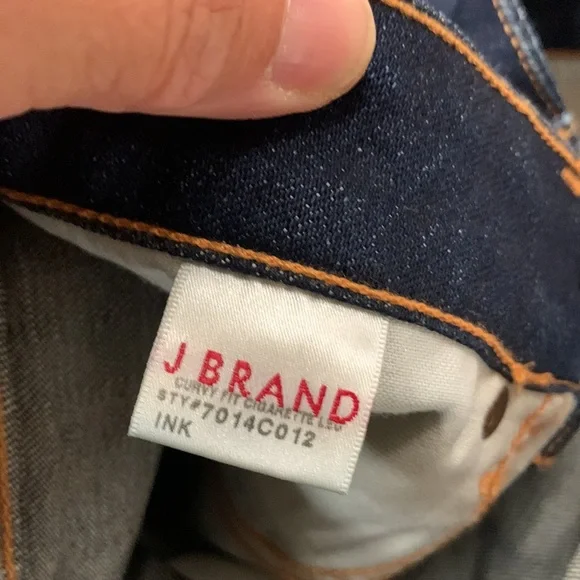 J BRAND
CURVY FIT CIGARETTE LEG
STY#7014C012
INK